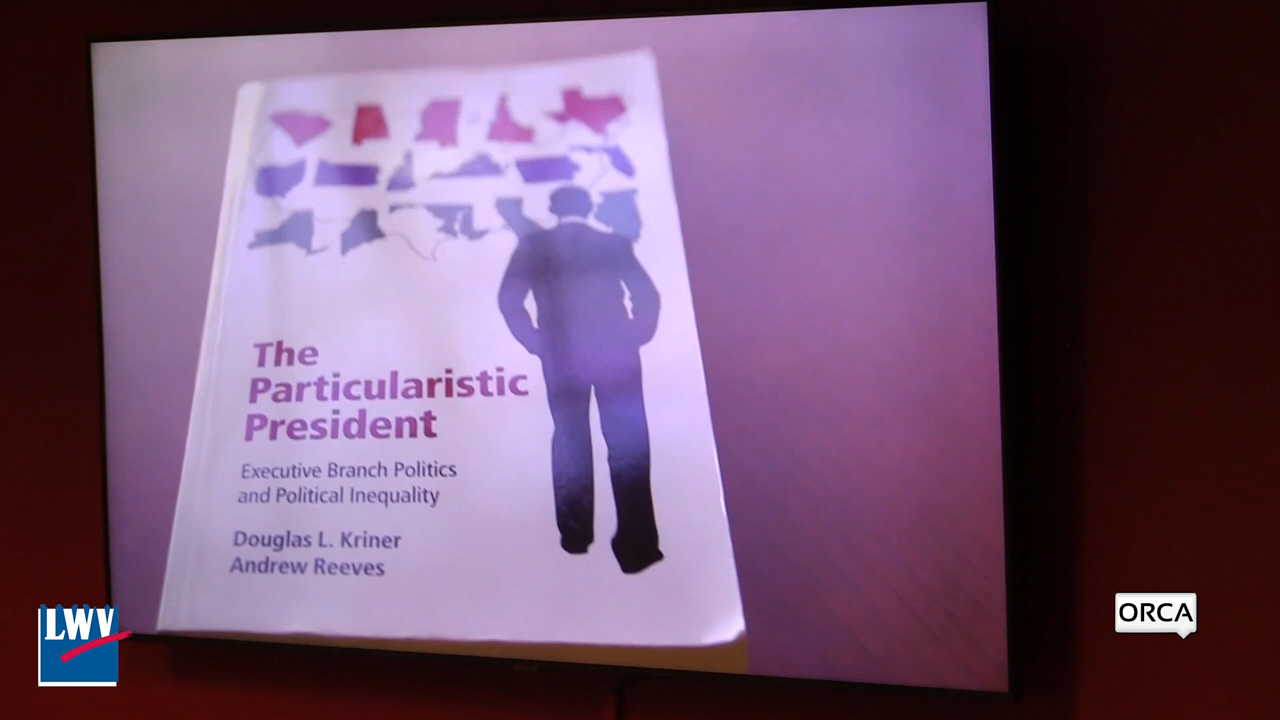 The
Particularistic
President
Executive Branch Politics
and Political Inequality
Douglas L. Kriner
Andrew Reeves
LWV
ORCA